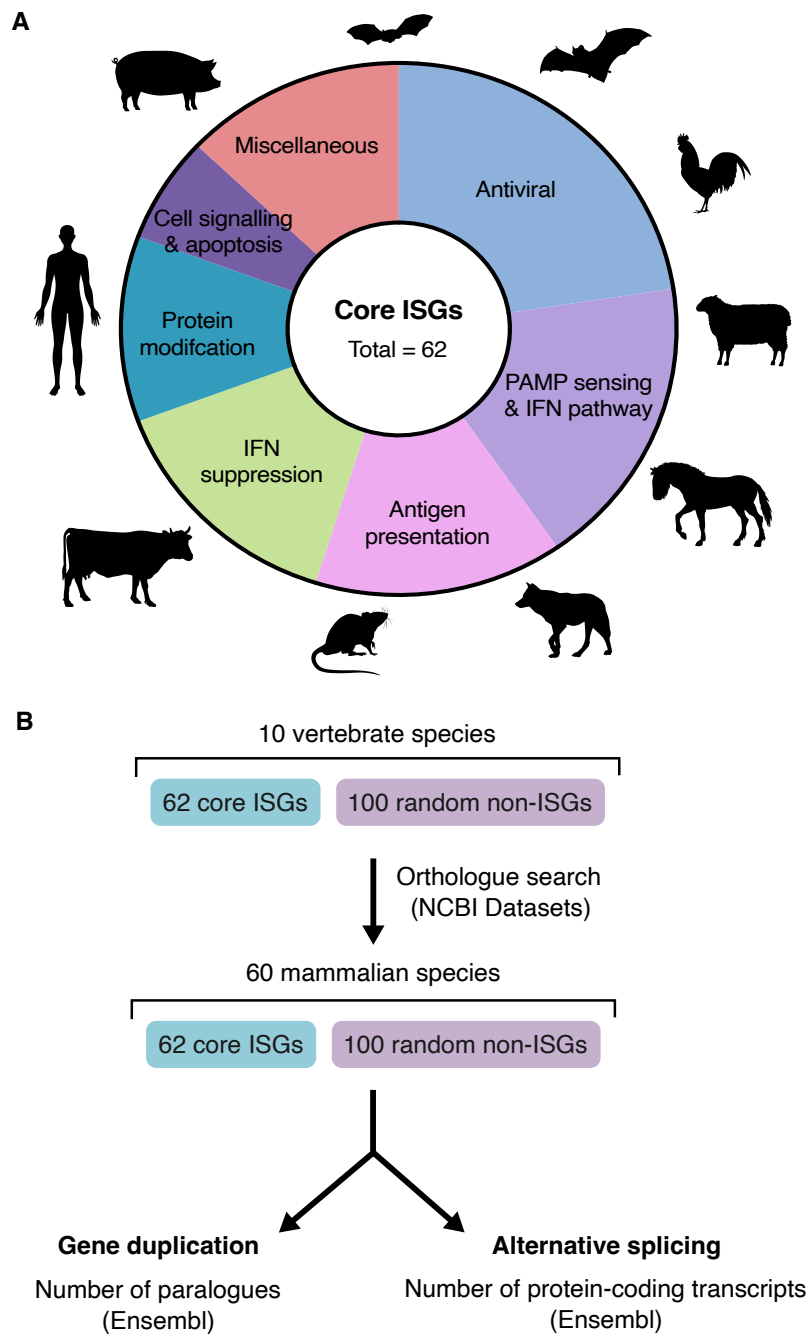 A
Miscellaneous
Antiviral
Cell signalling
& apoptosis
Protein
modifcation
Core ISGs
Total = 62
PAMP sensing
& IFN pathway
IFN
suppression
Antigen
presentation
B
10 vertebrate species
62 core ISGs
100 random non-ISGs
Orthologue search
(NCBI Datasets)
60 mammalian species
62 core ISGs
100 random non-ISGs
Gene duplication
Number of paralogues
(Ensembl)
Alternative splicing
Number of protein-coding transcripts
(Ensembl)